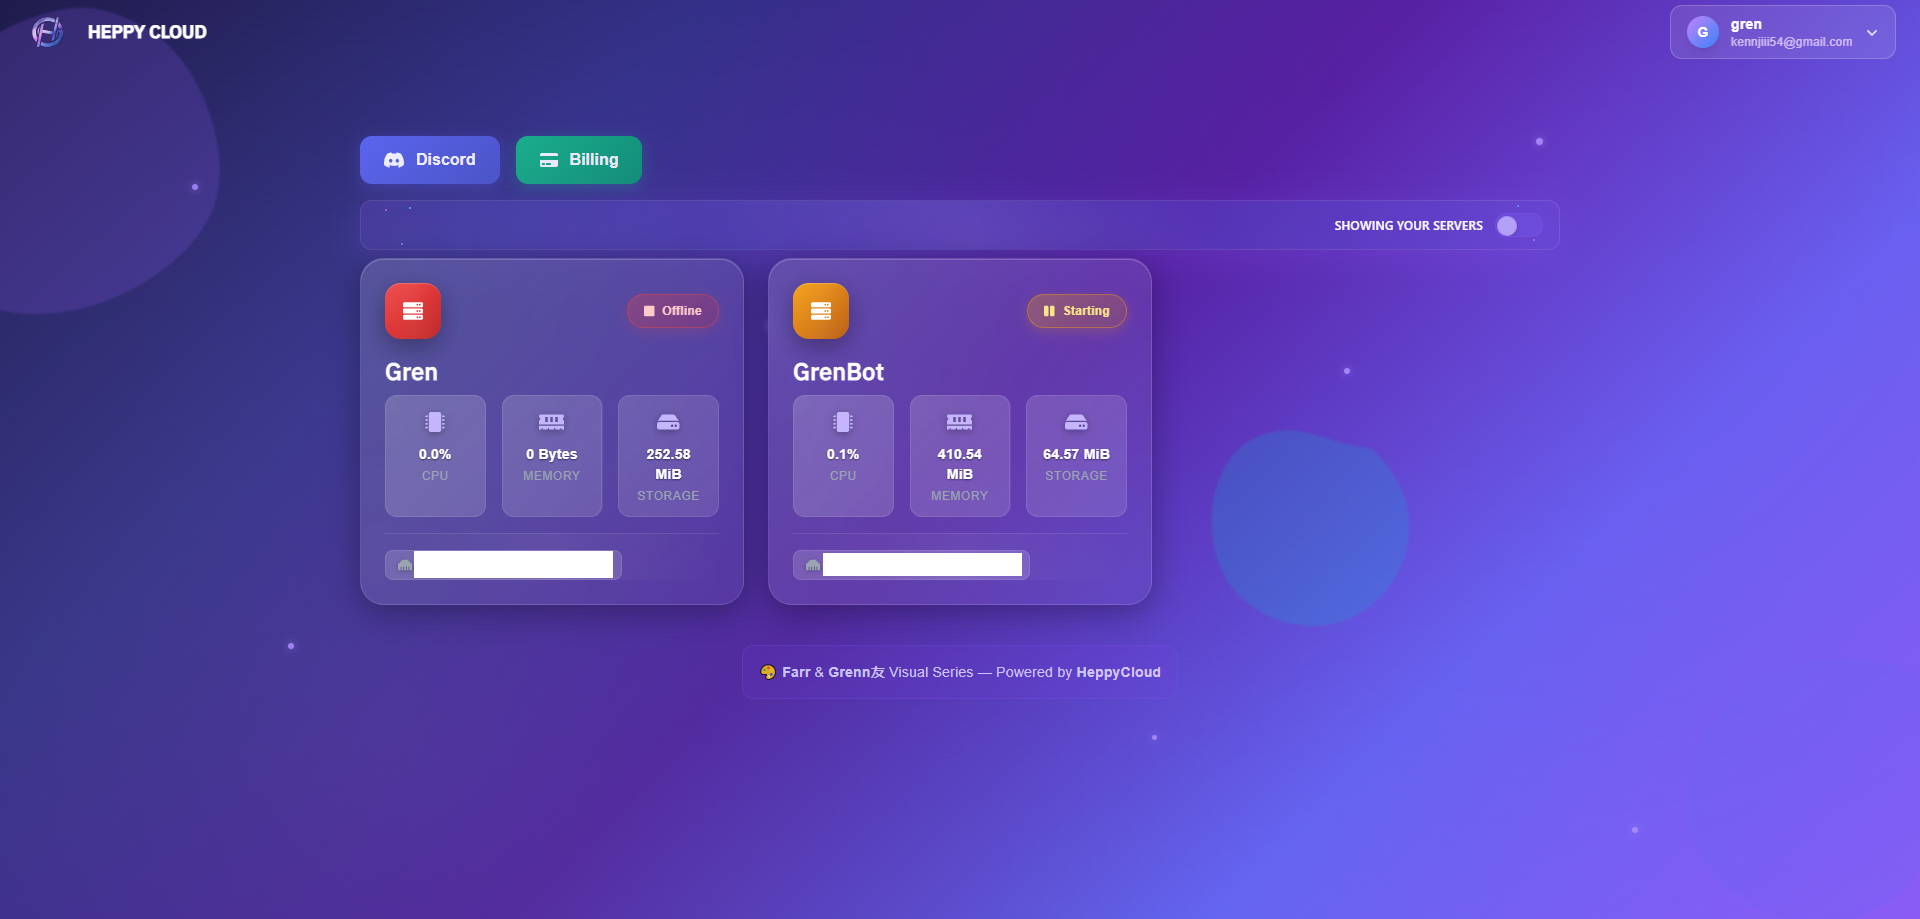 HEPPY CLOUD
G
gren
kennjiii54@gmail.com
Discord
Billing
SHOWING YOUR SERVERS
Offline
Gren
0.0%
CPU
0 Bytes
MEMORY
252.58
MiB
STORAGE
Starting
GrenBot
0.1%
CPU
410.54
MiB
MEMORY
64.57 MiB
STORAGE
Farr & Grenn友 Visual Series — Powered by HeppyCloud